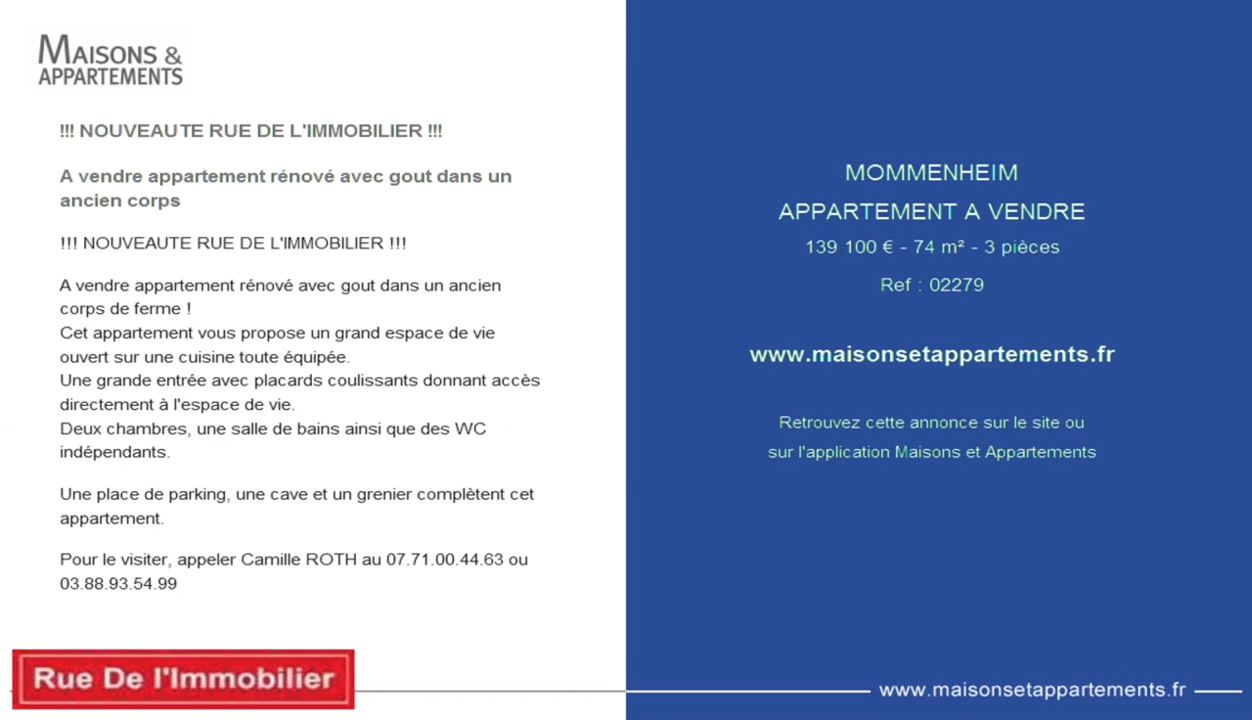 MAISONS &
APPARTEMENTS
!!! NOUVEAUTE RUE DE L'IMMOBILIER !!!
A vendre appartement rénové avec gout dans un
ancien corps
!!! NOUVEAUTE RUE DE L'IMMOBILIER !!!
A vendre appartement rénové avec gout dans un ancien
corps de ferme !
Cet appartement vous propose un grand espace de vie
ouvert sur une cuisine toute équipée.
Une grande entrée avec placards coulissants donnant accès
directement à l'espace de vie.
Deux chambres, une salle de bains ainsi que des WC
indépendants.
Une place de parking, une cave et un grenier complètent cet
appartement.
Pour le visiter, appeler Camille ROTH au 07.71.00.44.63 ou
03.88.93.54.99
Rue De l'Immobilier
MOMMENHEIM
APPARTEMENT A VENDRE
139 100 € - 74 m² - 3 pièces
Ref : 02279
www.maisonsetappartements.fr
Retrouvez cette annonce sur le site ou
sur l'application Maisons et Appartements
www.maisonsetappartements.fr